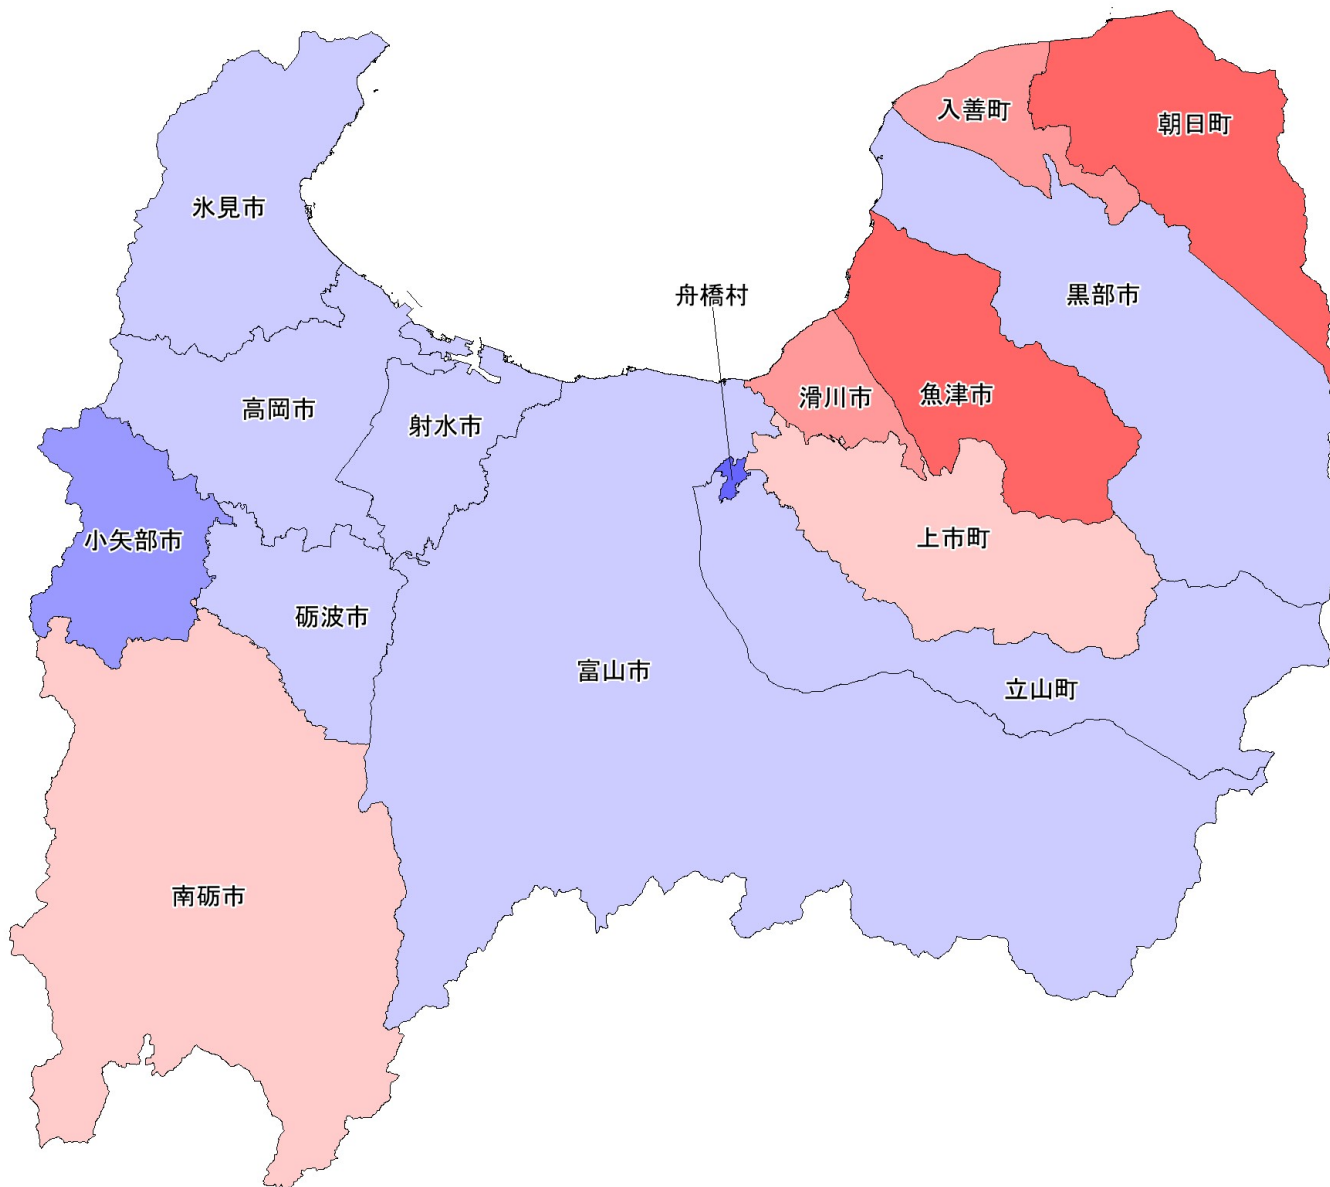 入善町
朝日町
氷見市
舟橋村
黒部市
滑川市
魚津市
高岡市
射水市
小矢部市
上市町
砺波市
富山市
立山町
南砺市